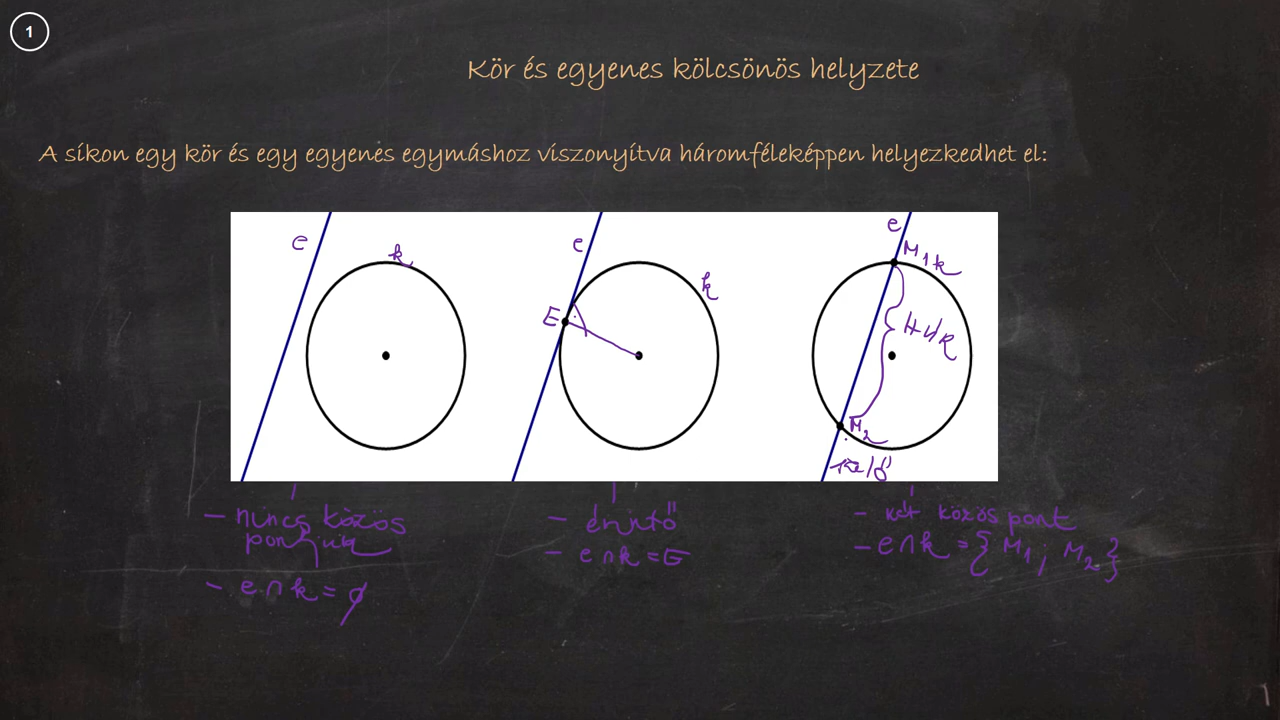 1
Kör és egyenes kölcsönös helyzete
A síkon egy kör és egy egyenes egymáshoz viszonyítva háromféleképpen helyezkedhet el:
e
k
e
k
E
e
M1 k
HÚR
M2
szelő
- nincs közös
pontjuk
- e ∩ k = ∅
- érintő
- e ∩ k = E
- két közös pont
- e ∩ k = { M1 ; M2 }